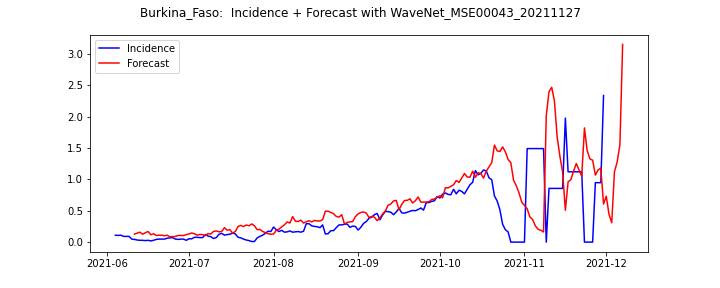 Burkina_Faso:  Incidence + Forecast with WaveNet_MSE00043_20211127
Incidence
Forecast
3.0
2.5
2.0
1.5
1.0
0.5
0.0
2021-06 2021-07 2021-08 2021-09 2021-10 2021-11 2021-12